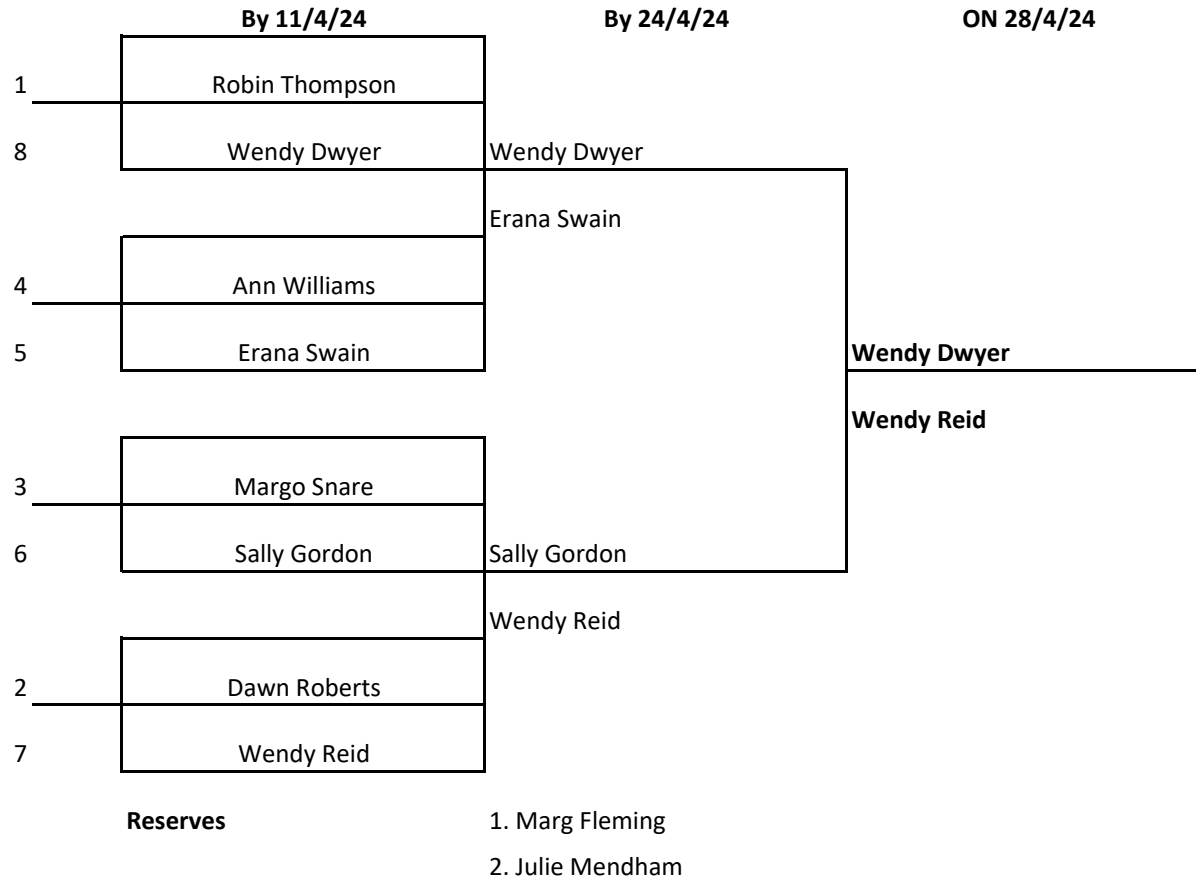 By 11/4/24 By 24/4/24 ON 28/4/24
1 Robin Thompson
8 Wendy Dwyer Wendy Dwyer
Erana Swain
4 Ann Williams
5 Erana Swain Wendy Dwyer
Wendy Reid
3 Margo Snare
6 Sally Gordon Sally Gordon
Wendy Reid
2 Dawn Roberts
7 Wendy Reid
Reserves 1. Marg Fleming
2. Julie Mendham